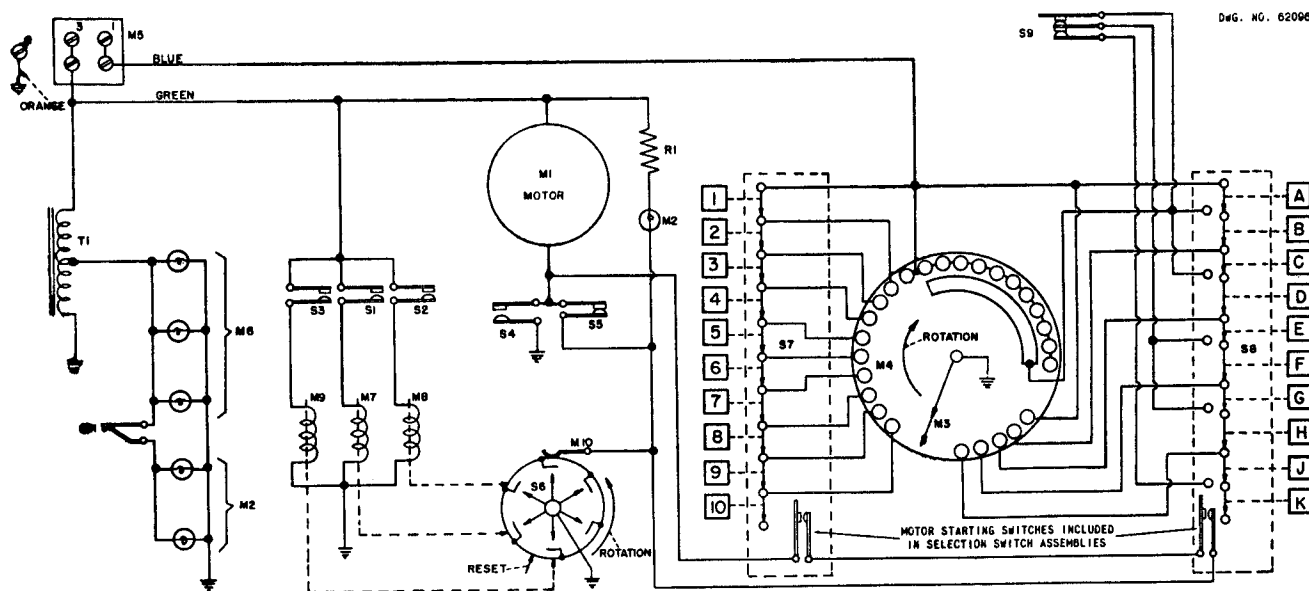 DWG. NO. 62096
3
1
M5
S9
BLUE
GREEN
ORANGE
T1
M6
M2
S3
S1
S2
M9
M7
M8
M1
MOTOR
R1
M2
S4
S5
M10
S6
ROTATION
RESET
1
2
3
4
5
6
7
8
9
10
S7
M4
ROTATION
M3
MOTOR STARTING SWITCHES INCLUDED
IN SELECTION SWITCH ASSEMBLIES
S8
A
B
C
D
E
F
G
H
J
K